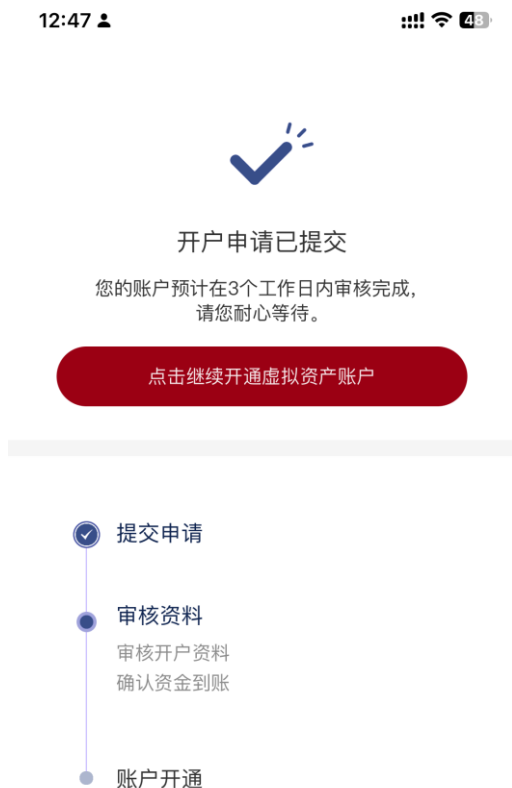 12:47
48
开户申请已提交
您的账户预计在3个工作日内审核完成，
请您耐心等待。
点击继续开通虚拟资产账户
提交申请
审核资料
审核开户资料
确认资金到账
账户开通